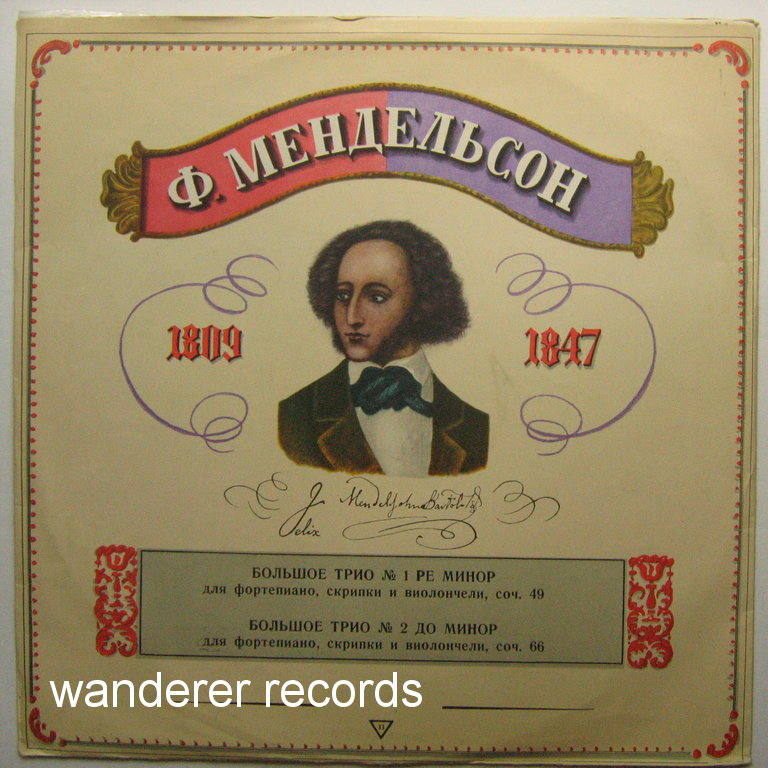 Ф. МЕНДЕЛЬСОН
1809
1847
Felix Mendelssohn Bartholdy
БОЛЬШОЕ ТРИО № 1 РЕ МИНОР
для фортепиано, скрипки и виолончели, соч. 49
БОЛЬШОЕ ТРИО № 2 ДО МИНОР
для фортепиано, скрипки и виолончели, соч. 66
wanderer records